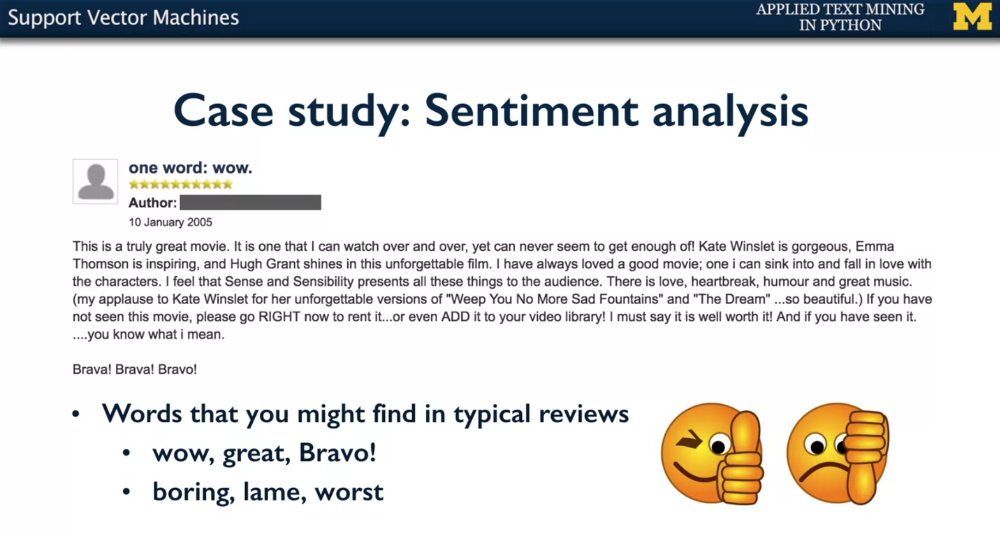 Support Vector Machines
APPLIED TEXT MINING
IN PYTHON
M
Case study: Sentiment analysis
one word: wow.
Author:
10 January 2005
This is a truly great movie. It is one that I can watch over and over, yet can never seem to get enough of! Kate Winslet is gorgeous, Emma
Thomson is inspiring, and Hugh Grant shines in this unforgettable film. I have always loved a good movie; one i can sink into and fall in love with
the characters. I feel that Sense and Sensibility presents all these things to the audience. There is love, heartbreak, humour and great music.
(my applause to Kate Winslet for her unforgettable versions of "Weep You No More Sad Fountains" and "The Dream" ...so beautiful.) If you have
not seen this movie, please go RIGHT now to rent it...or even ADD it to your video library! I must say it is well worth it! And if you have seen it.
....you know what i mean.
Brava! Brava! Bravo!
• Words that you might find in typical reviews
• wow, great, Bravo!
• boring, lame, worst